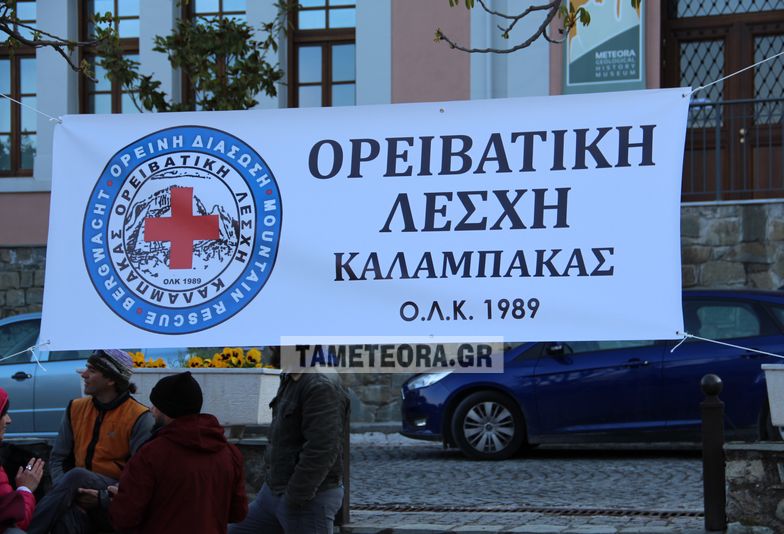 METEORA
GEOLOGICAL
HISTORY
MUSEUM
ΟΡΕΙΝΗ ΔΙΑΣΩΣΗ · MOUNTAIN RESCUE · BERGWACHT ·
ΟΡΕΙΒΑΤΙΚΗ ΛΕΣΧΗ ΚΑΛΑΜΠΑΚΑΣ
ΟΛΚ 1989
ΟΡΕΙΒΑΤΙΚΗ
ΛΕΣΧΗ
ΚΑΛΑΜΠΑΚΑΣ
Ο.Λ.Κ. 1989
TAMETEORA.GR